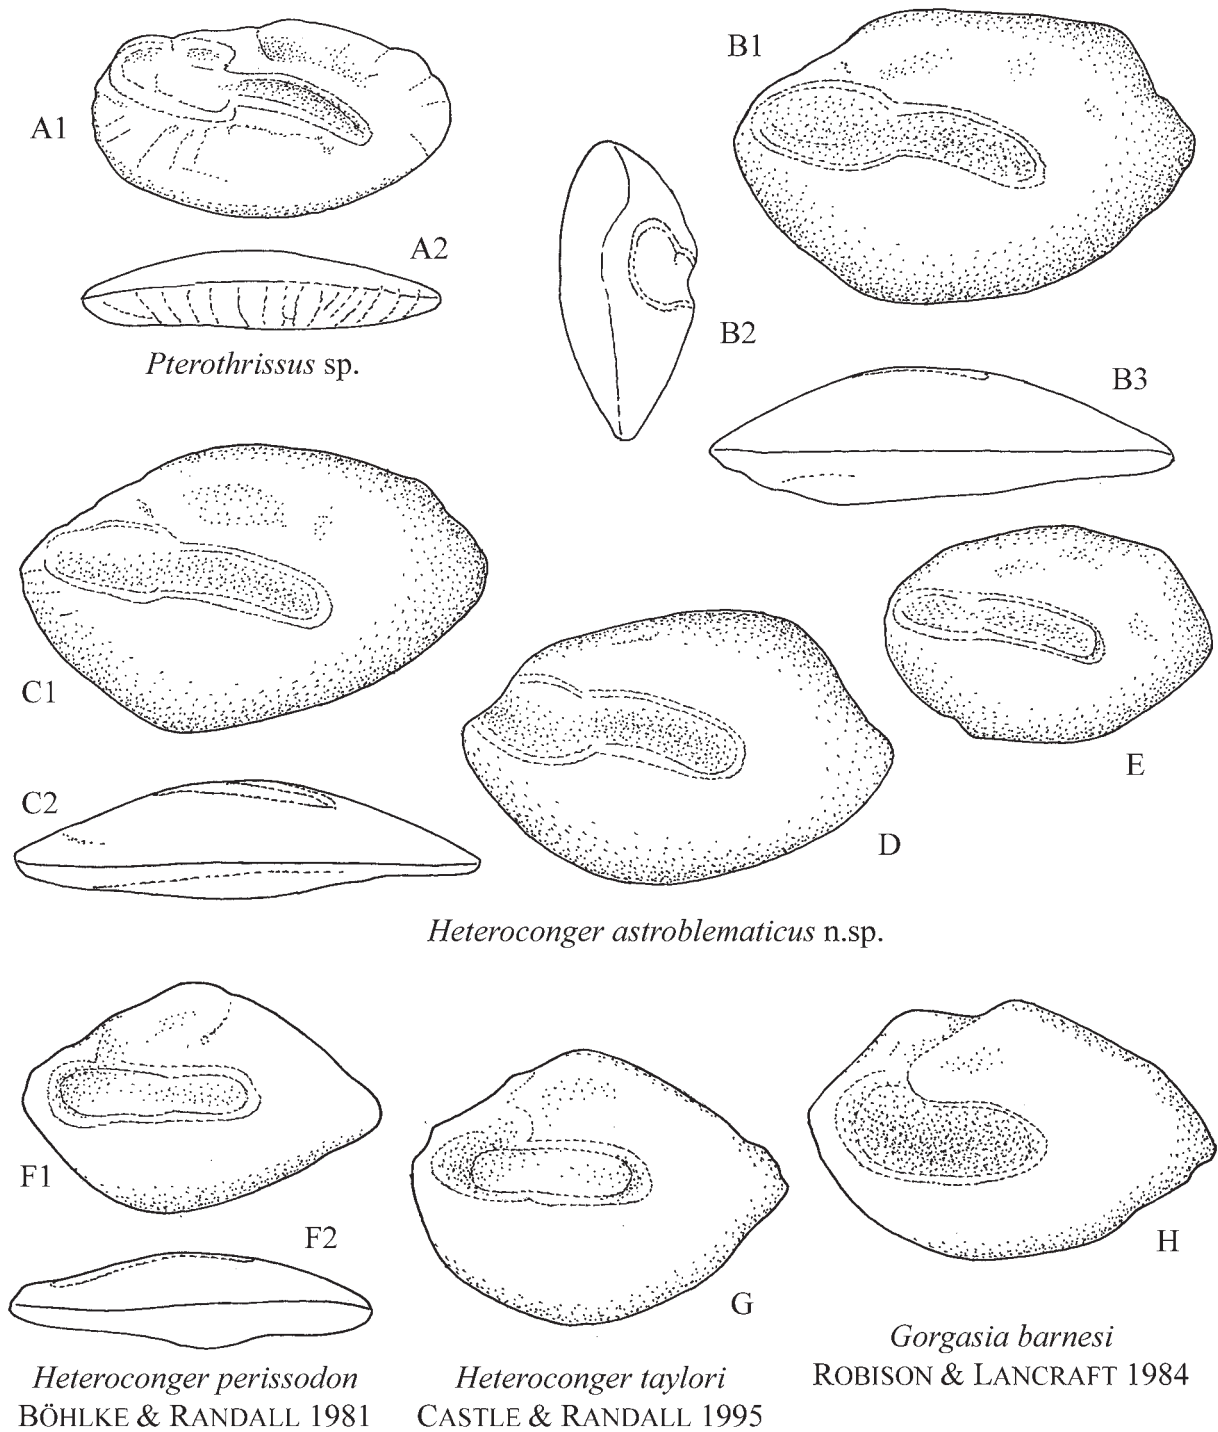 A1
A2
Pterothrissus sp.
B1
B2
B3
C1
C2
D
E
Heteroconger astroblematicus n.sp.
F1
F2
Heteroconger perissodon
BÖHLKE & RANDALL 1981
G
Heteroconger taylori
CASTLE & RANDALL 1995
H
Gorgasia barnesi
ROBISON & LANCRAFT 1984